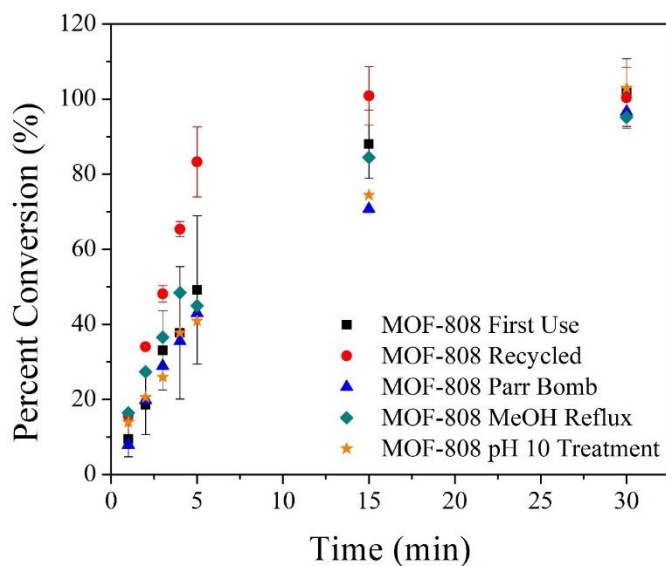 120
100
80
60
40
20
0
Percent Conversion (%)
MOF-808 First Use
MOF-808 Recycled
MOF-808 Parr Bomb
MOF-808 MeOH Reflux
MOF-808 pH 10 Treatment
0 5 10 15 20 25 30
Time (min)